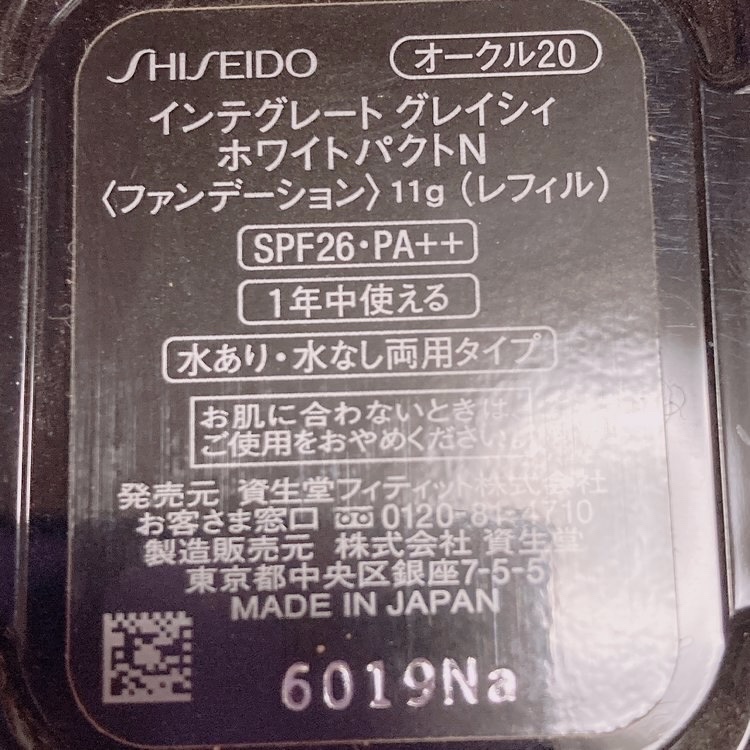 SHISEIDO
オークル20
インテグレート グレイシィ
ホワイトパクトN
〈ファンデーション〉11g（レフィル）
SPF26・PA++
1年中使える
水あり・水なし両用タイプ
お肌に合わないときは
ご使用をおやめください。
発売元 資生堂フィティット株式会社
お客さま窓口 0120-81-4710
製造販売元 株式会社 資生堂
東京都中央区銀座7-5-5
MADE IN JAPAN
6019Na